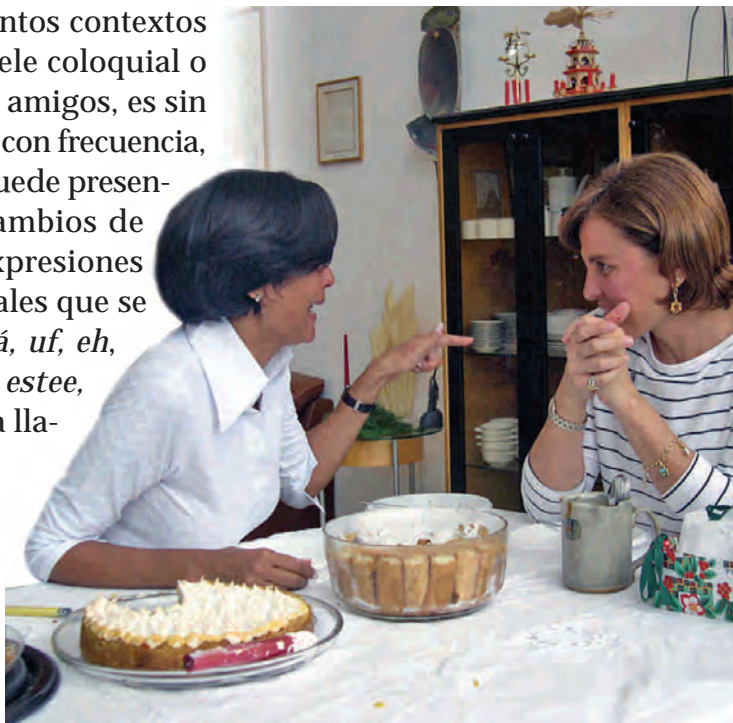 ntos contextos
ele coloquial o
amigos, es sin
con frecuencia,
uede presen-
ambios de
xpresiones
ales que se
á, uf, eh,
estee,
a lla-